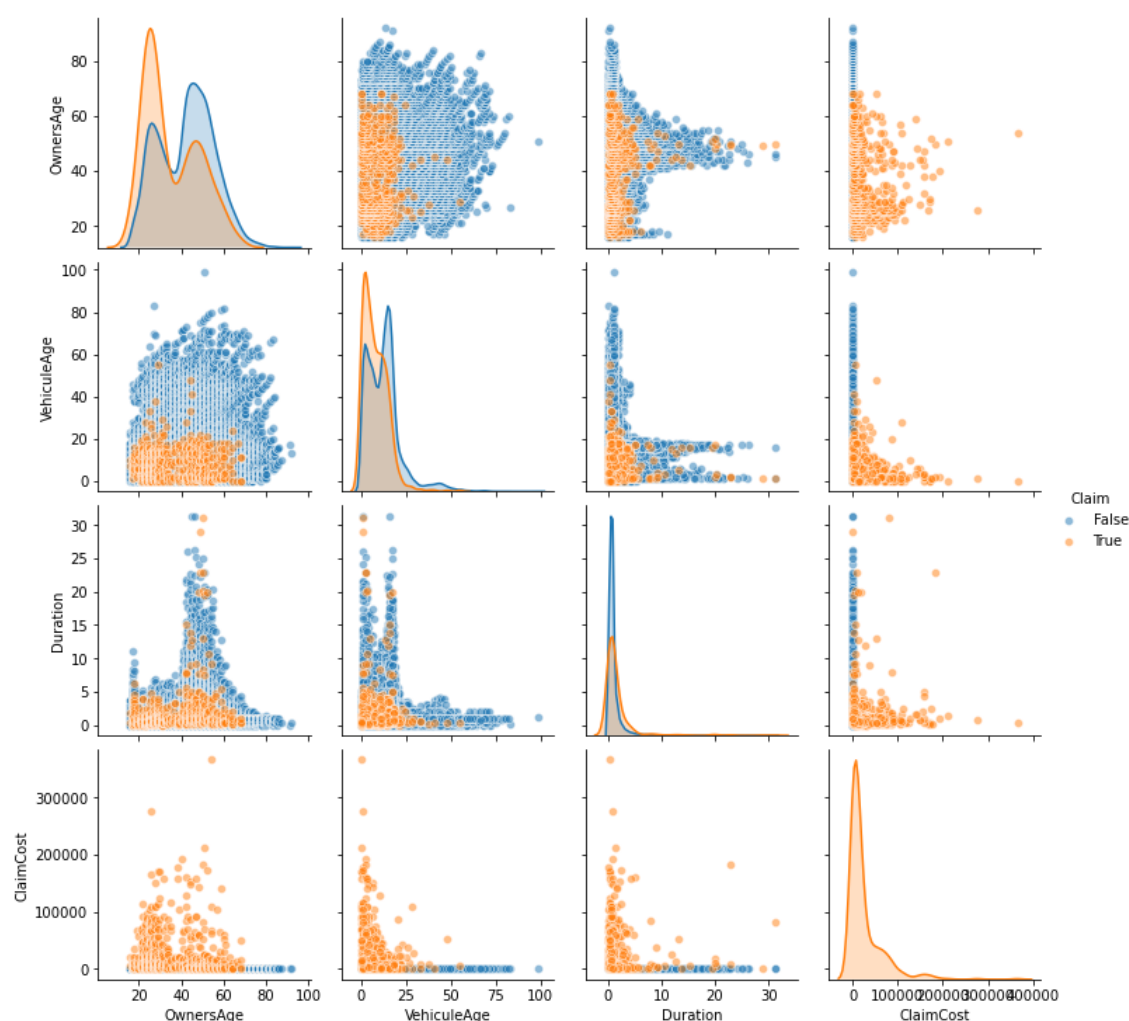 OwnersAge
80
60
40
20
VehiculeAge
100
80
60
40
20
0
Claim
False
True
Duration
30
25
20
15
10
5
0
ClaimCost
300000
200000
100000
0
20 40 60 80 100
0 25 50 75 100
0 10 20 30
0 100000 200000 300000 400000
OwnersAge
VehiculeAge
Duration
ClaimCost